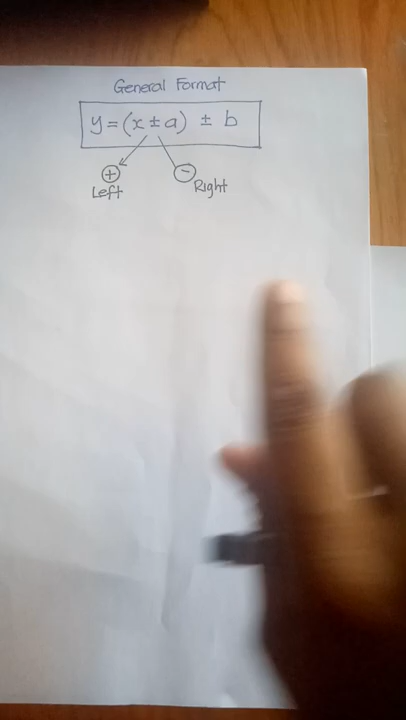 General Format
y = (x ± a) ± b
+ -
Left Right